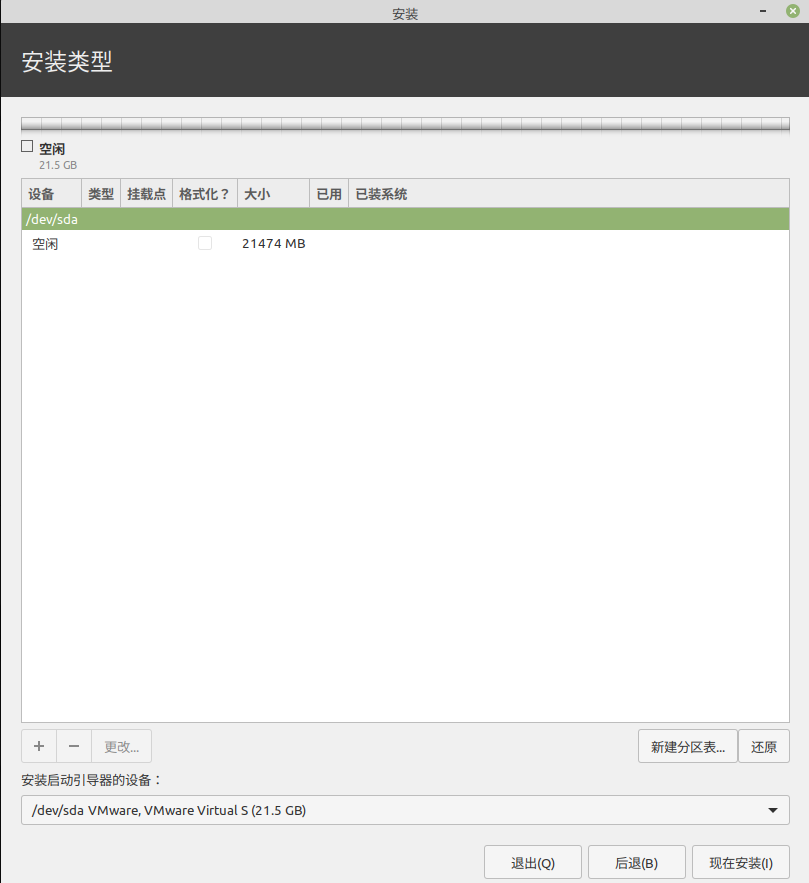 安装
安装类型
空闲
21.5 GB
设备 类型 挂载点 格式化？ 大小 已用 已装系统
/dev/sda
空闲 21474 MB
+ − 更改... 新建分区表... 还原
安装启动引导器的设备：
/dev/sda VMware, VMware Virtual S (21.5 GB)
退出(Q) 后退(B) 现在安装(I)